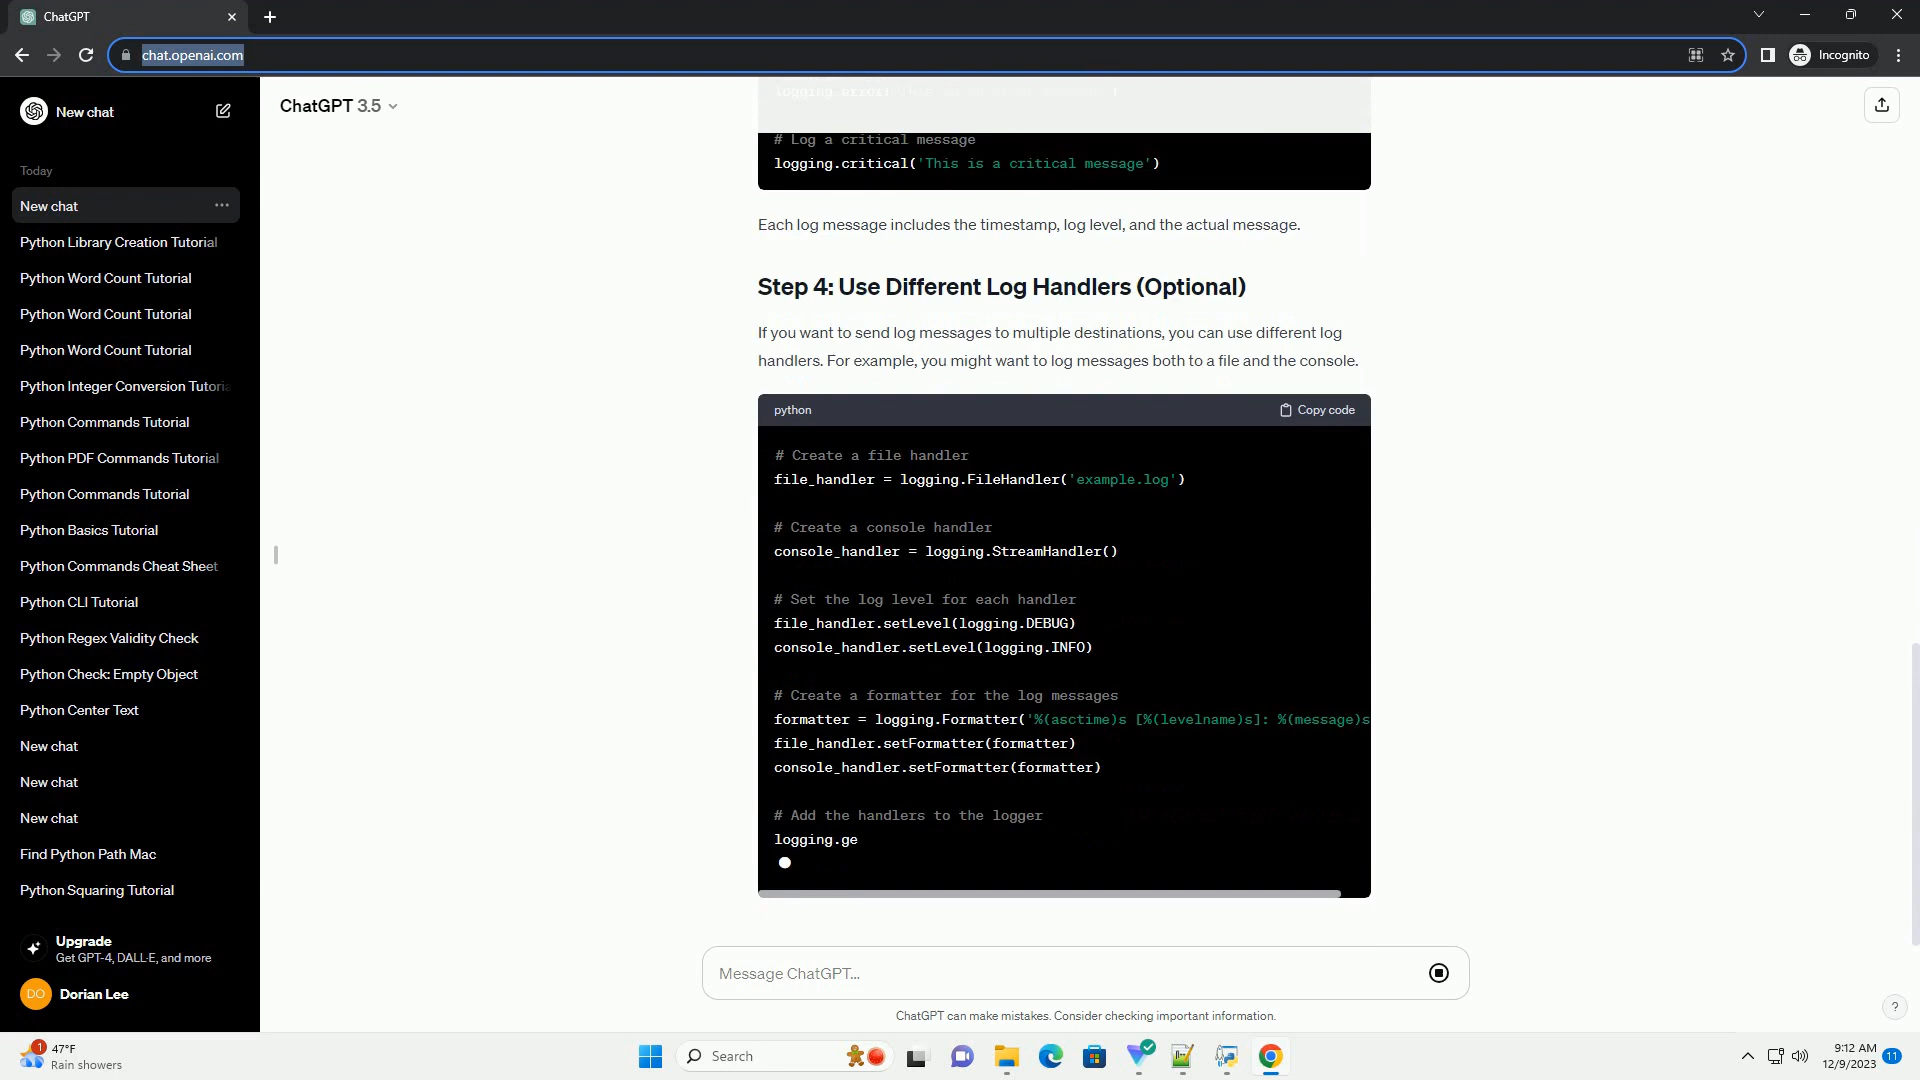 ChatGPT
chat.openai.com
Incognito
New chat
Today
New chat
Python Library Creation Tutorial
Python Word Count Tutorial
Python Word Count Tutorial
Python Word Count Tutorial
Python Integer Conversion Tutoria
Python Commands Tutorial
Python PDF Commands Tutorial
Python Commands Tutorial
Python Basics Tutorial
Python Commands Cheat Sheet
Python CLI Tutorial
Python Regex Validity Check
Python Check: Empty Object
Python Center Text
New chat
New chat
New chat
Find Python Path Mac
Python Squaring Tutorial
Upgrade
Get GPT-4, DALL·E, and more
DO
Dorian Lee
ChatGPT 3.5
# Log a critical message
logging.critical('This is a critical message')
Each log message includes the timestamp, log level, and the actual message.
Step 4: Use Different Log Handlers (Optional)
If you want to send log messages to multiple destinations, you can use different log
handlers. For example, you might want to log messages both to a file and the console.
python
Copy code
# Create a file handler
file_handler = logging.FileHandler('example.log')
# Create a console handler
console_handler = logging.StreamHandler()
# Set the log level for each handler
file_handler.setLevel(logging.DEBUG)
console_handler.setLevel(logging.INFO)
# Create a formatter for the log messages
formatter = logging.Formatter('%(asctime)s [%(levelname)s]: %(message)s
file_handler.setFormatter(formatter)
console_handler.setFormatter(formatter)
# Add the handlers to the logger
logging.ge
Message ChatGPT...
ChatGPT can make mistakes. Consider checking important information.
?
1
47°F
Rain showers
Search
9:12 AM
12/9/2023
11